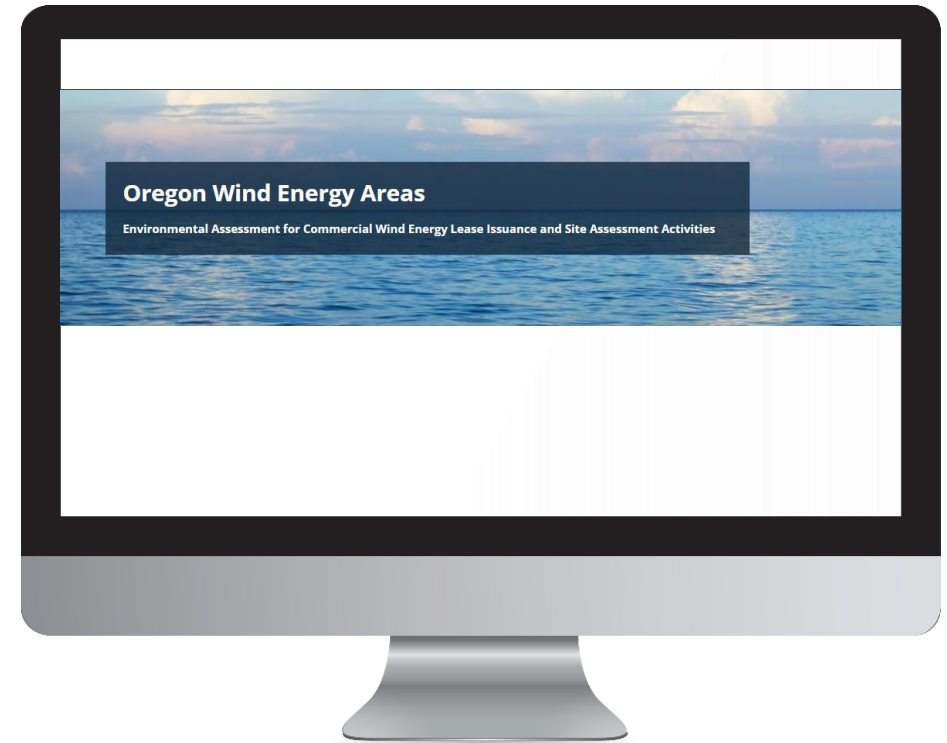 Oregon Wind Energy Areas
Environmental Assessment for Commercial Wind Energy Lease Issuance and Site Assessment Activities